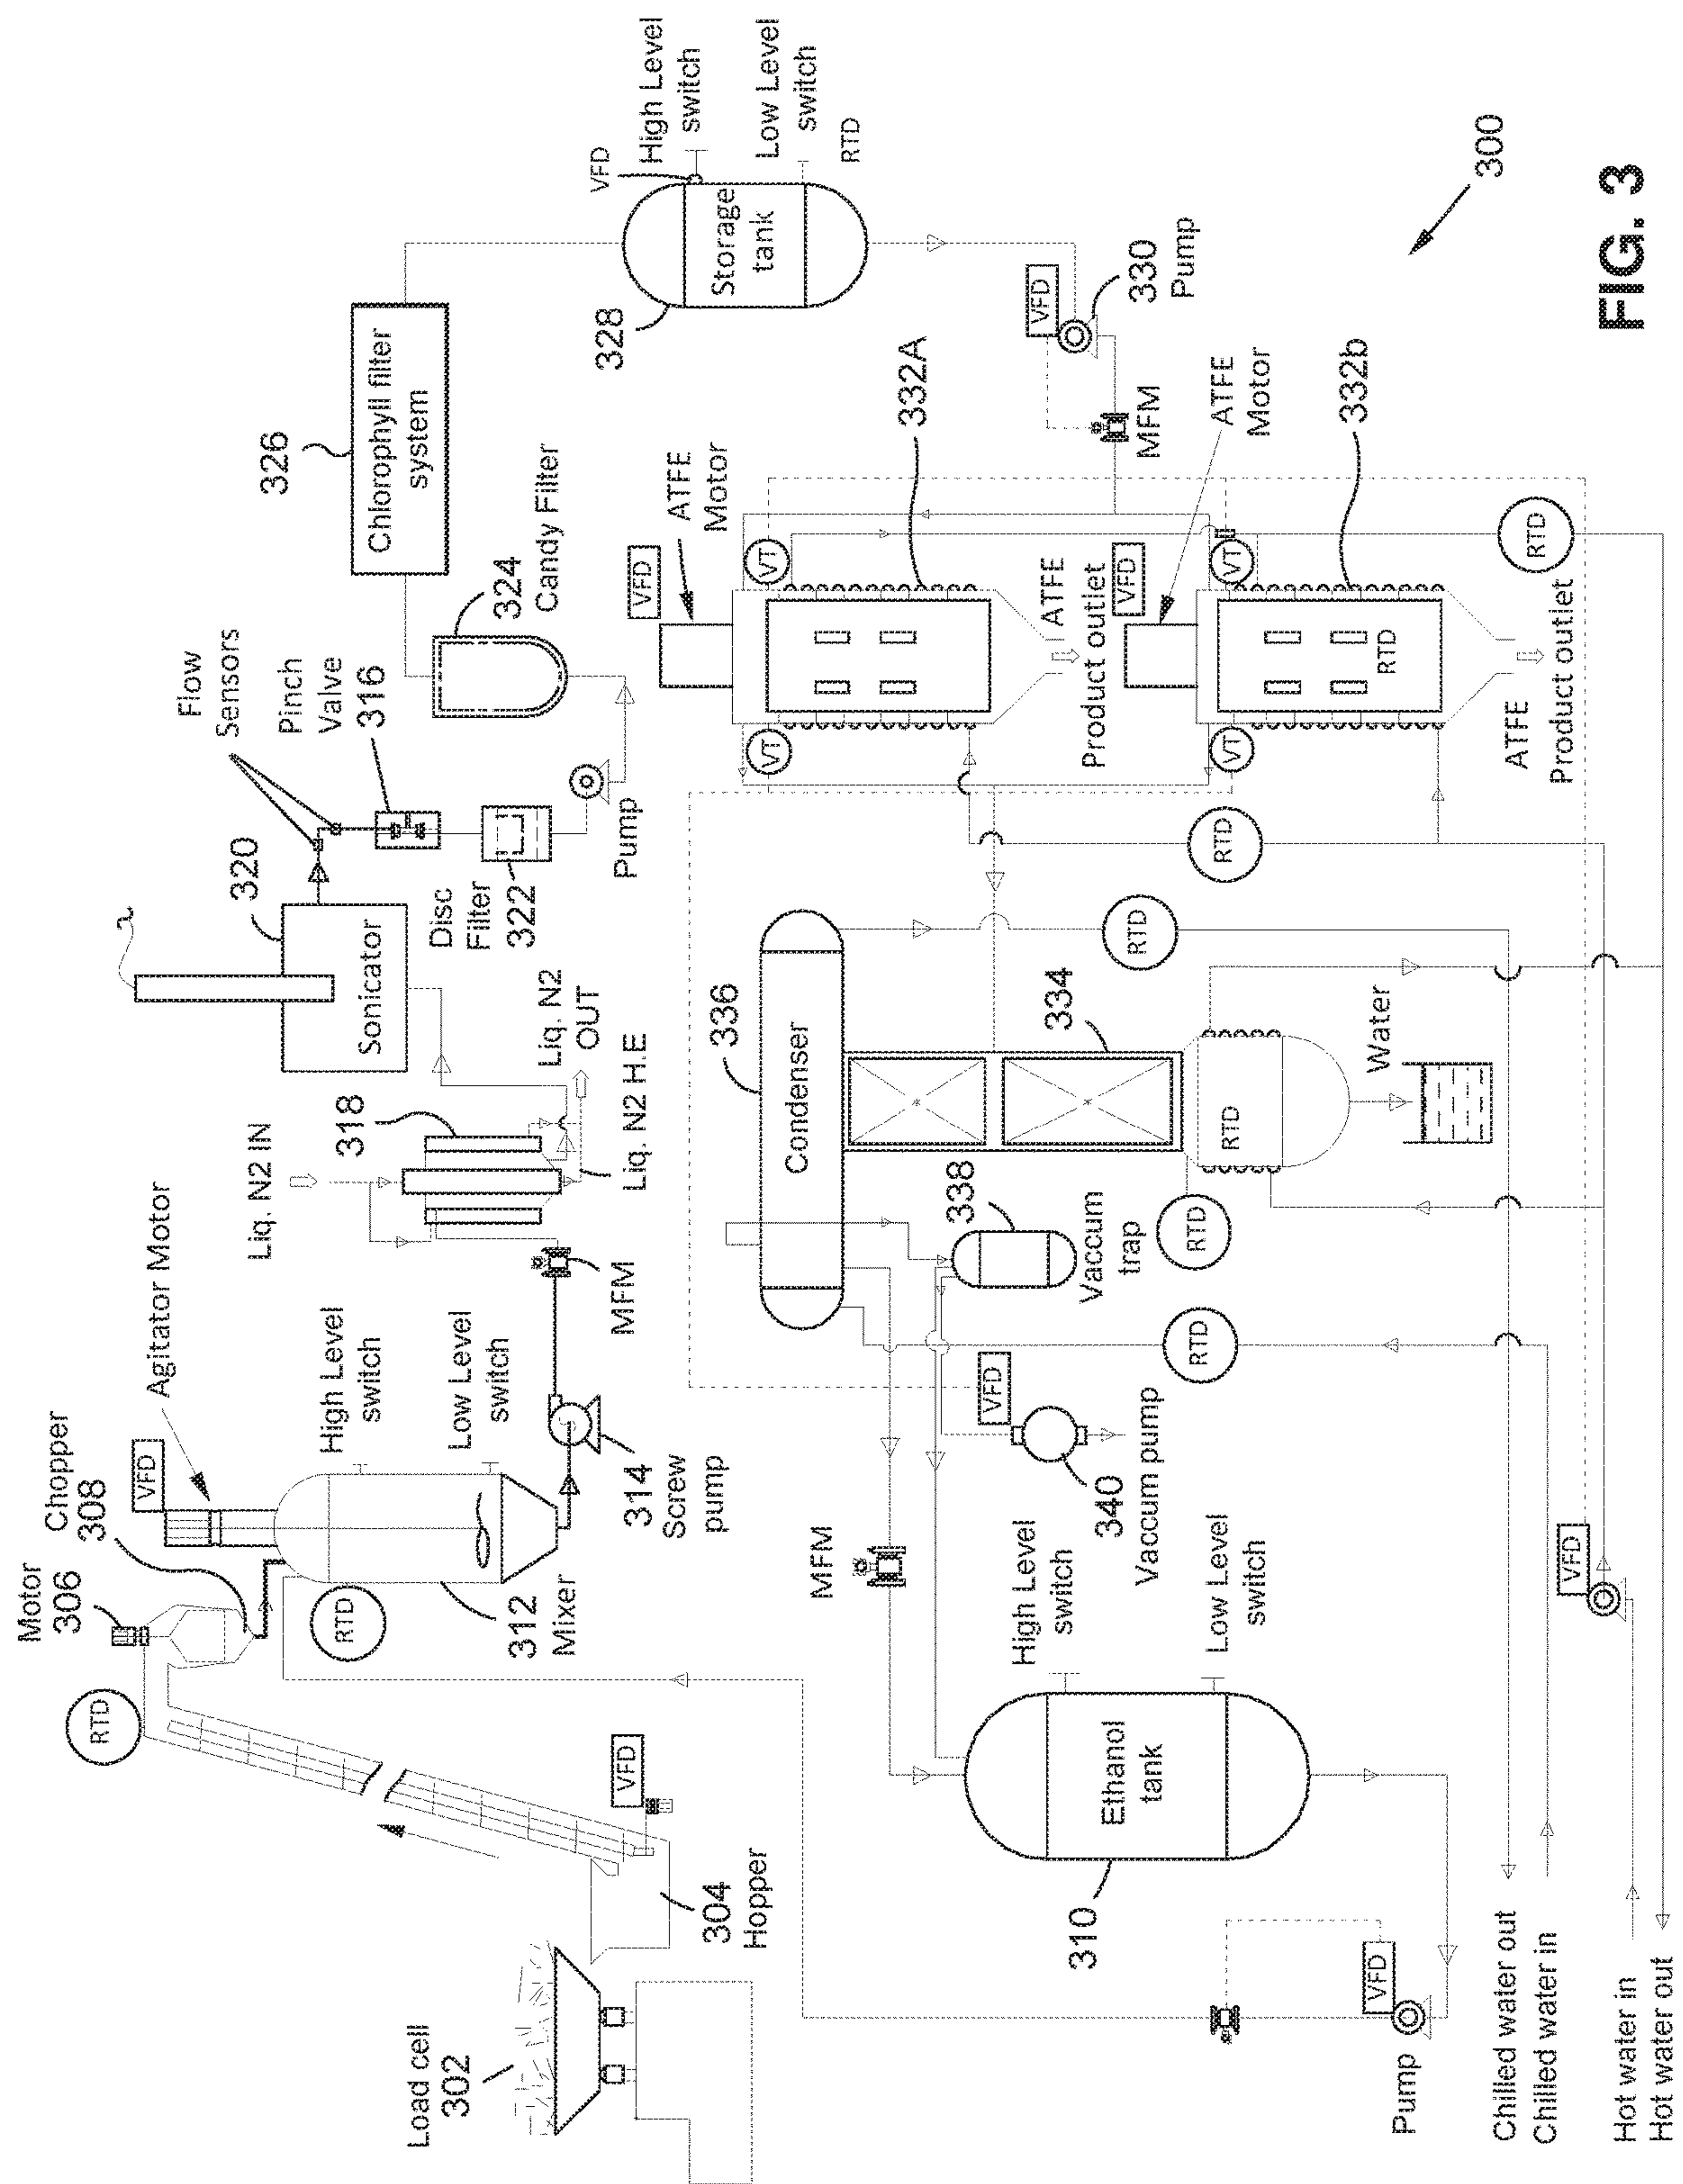 Load cell
302
304
Hopper
VFD
RTD
Motor
306
Chopper
308
VFD
Agitator Motor
RTD
312
Mixer
High Level
switch
Low Level
switch
314
Screw
pump
MFM
Liq. N2 IN
318
Liq. N2 H.E
Liq. N2
OUT
Sonicator
320
Flow
Sensors
Pinch
Valve
316
Disc
Filter
322
Pump
324
Candy Filter
326
Chlorophyll filter
system
328
Storage
tank
VFD
High Level
switch
Low Level
switch
RTD
VFD
330
Pump
MFM
VFD
ATFE
Motor
VT
VT
332A
ATFE
Product outlet
VFD
ATFE
Motor
VT
VT
RTD
332b
ATFE
Product outlet
RTD
RTD
336
Condenser
RTD
334
RTD
RTD
Water
338
Vaccum
trap
RTD
VFD
340
Vaccum pump
MFM
310
Ethanol
tank
High Level
switch
Low Level
switch
VFD
Pump
VFD
Chilled water out
Chilled water in
Hot water in
Hot water out
300
FIG. 3